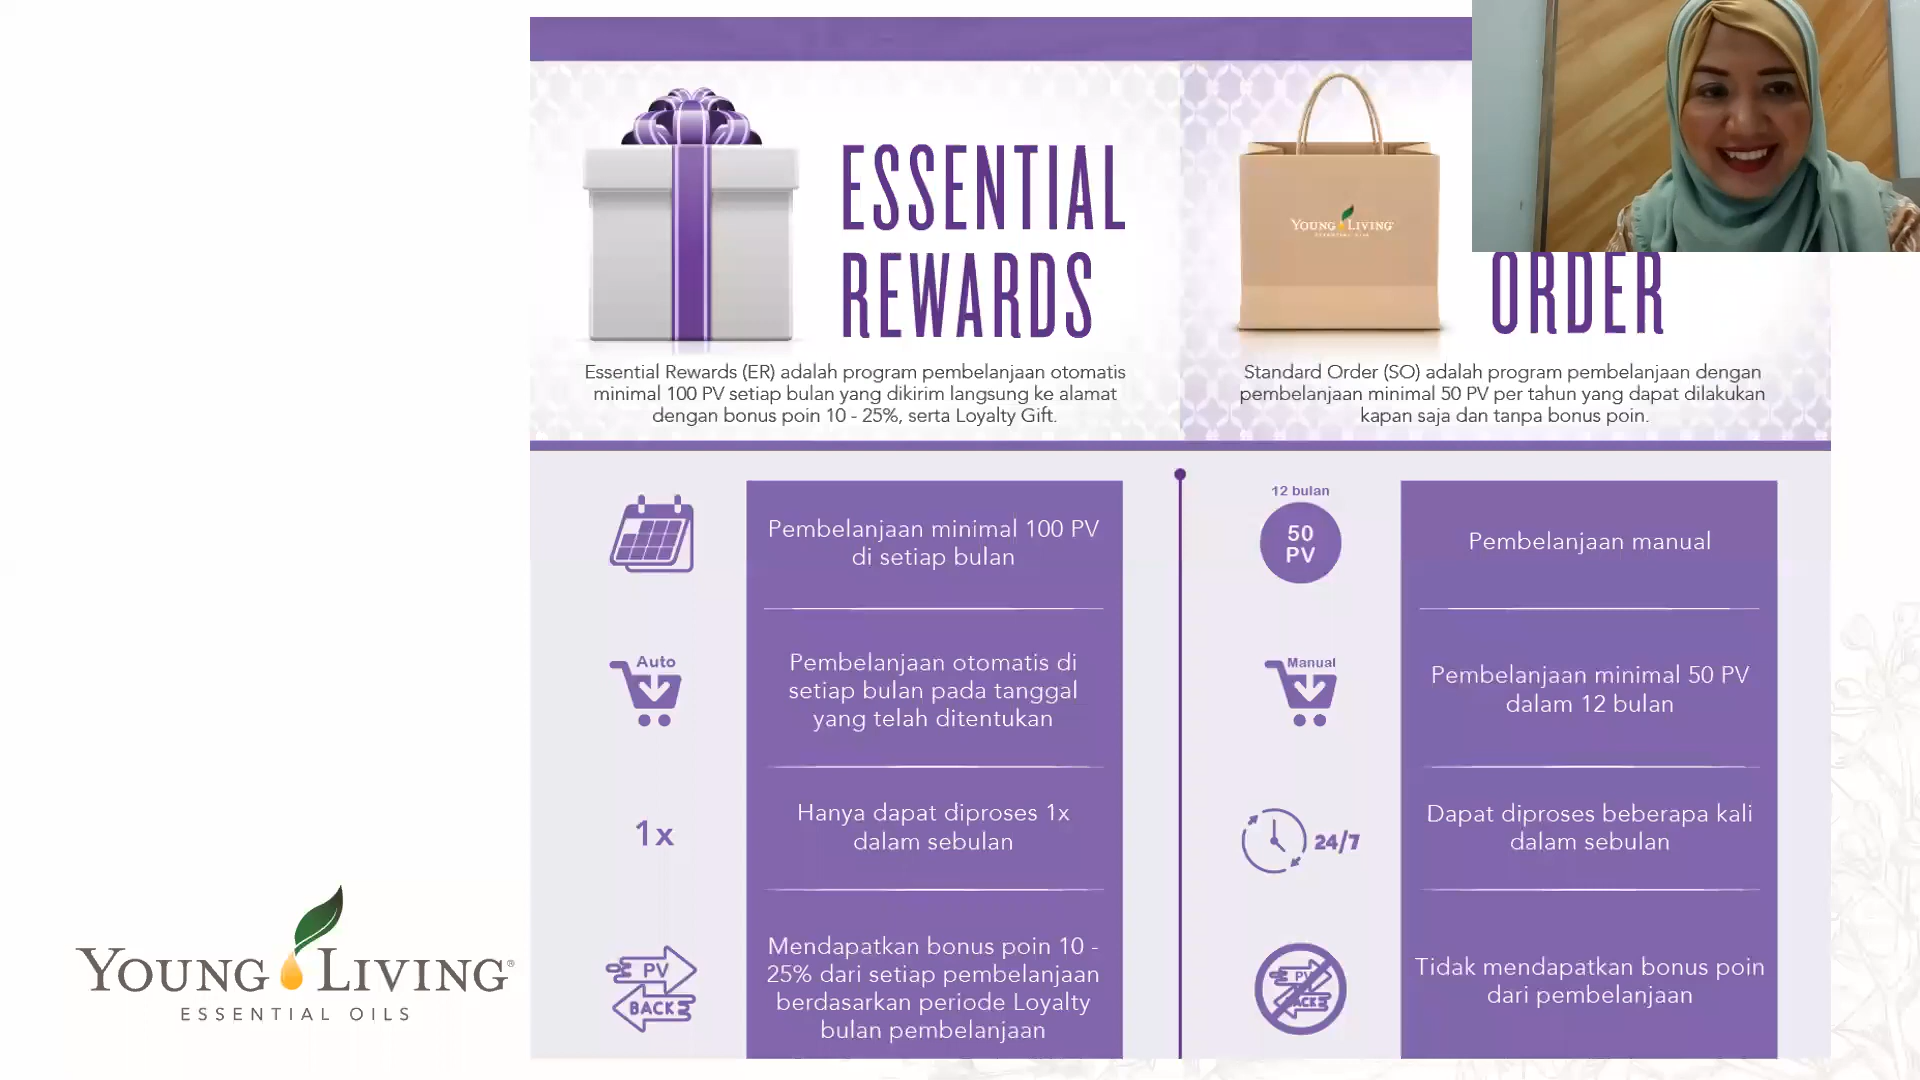 ESSENTIAL
REWARDS
Essential Rewards (ER) adalah program pembelanjaan otomatis
minimal 100 PV setiap bulan yang dikirim langsung ke alamat
dengan bonus poin 10 - 25%, serta Loyalty Gift.
Pembelanjaan minimal 100 PV
di setiap bulan
Auto
Pembelanjaan otomatis di
setiap bulan pada tanggal
yang telah ditentukan
1x
Hanya dapat diproses 1x
dalam sebulan
PV
BACK
Mendapatkan bonus poin 10 -
25% dari setiap pembelanjaan
berdasarkan periode Loyalty
bulan pembelanjaan
YOUNG LIVING
ESSENTIAL OILS
ORDER
Standard Order (SO) adalah program pembelanjaan dengan
pembelanjaan minimal 50 PV per tahun yang dapat dilakukan
kapan saja dan tanpa bonus poin.
12 bulan
50
PV
Pembelanjaan manual
Manual
Pembelanjaan minimal 50 PV
dalam 12 bulan
24/7
Dapat diproses beberapa kali
dalam sebulan
PV
BACK
Tidak mendapatkan bonus poin
dari pembelanjaan
YOUNG LIVING®
ESSENTIAL OILS